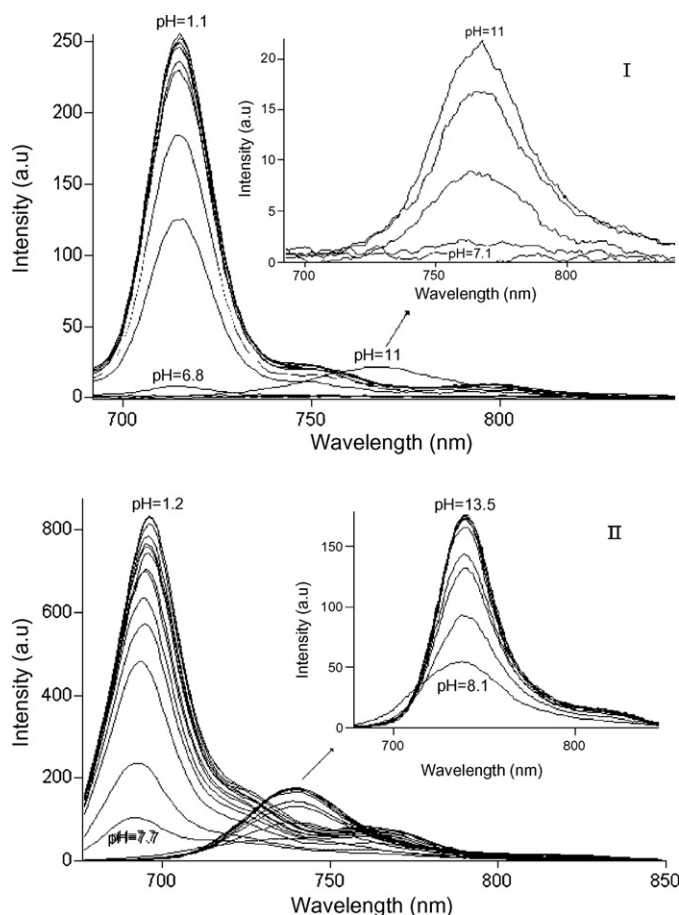 pH=1.1
pH=11
I
250
200
150
100
50
0
Intensity (a.u)
20
15
10
5
0
Intensity (a.u)
pH=7.1
700 750 800
Wavelength (nm)
pH=6.8
pH=11
700 750 800
Wavelength (nm)
pH=1.2
pH=13.5
II
800
600
400
200
0
Intensity (a.u)
150
100
50
0
Intensity (a.u)
pH=8.1
700 800
Wavelength (nm)
pH=7.7
700 750 800 850
Wavelength (nm)